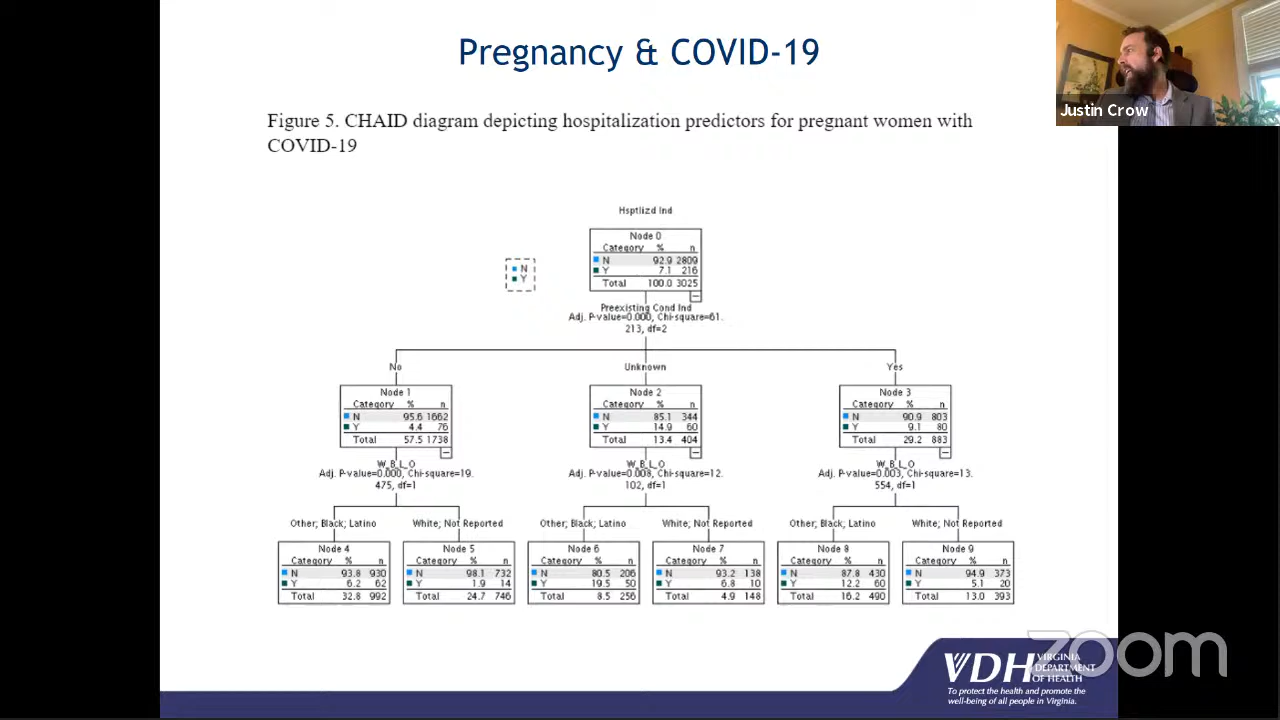 Pregnancy & COVID-19
Justin Crow
Figure 5. CHAID diagram depicting hospitalization predictors for pregnant women with
COVID-19
Hsptlizd Ind
N
Y
Node 0
Category % n
N 92.9 2809
Y 7.1 216
Total 100.0 3025
Preexisting Cond Ind
Adj. P-value=0.000, Chi-square=61.
213, df=2
No
Unknown
Yes
Node 1
Category % n
N 95.6 1662
Y 4.4 76
Total 57.5 1738
W_B_L_O
Adj. P-value=0.000, Chi-square=19.
475, df=1
Node 2
Category % n
N 85.1 344
Y 14.9 60
Total 13.4 404
W_B_L_O
Adj. P-value=0.008, Chi-square=12.
102, df=1
Node 3
Category % n
N 90.9 803
Y 9.1 80
Total 29.2 883
W_B_L_O
Adj. P-value=0.003, Chi-square=13.
554, df=1
Other; Black; Latino
White; Not Reported
Other; Black; Latino
White; Not Reported
Other; Black; Latino
White; Not Reported
Node 4
Category % n
N 93.8 930
Y 6.2 62
Total 32.8 992
Node 5
Category % n
N 98.1 732
Y 1.9 14
Total 24.7 746
Node 6
Category % n
N 80.5 206
Y 19.5 50
Total 8.5 256
Node 7
Category % n
N 93.2 138
Y 6.8 10
Total 4.9 148
Node 8
Category % n
N 87.8 430
Y 12.2 60
Total 16.2 490
Node 9
Category % n
N 94.9 373
Y 5.1 20
Total 13.0 393
zoom
VDH VIRGINIA
DEPARTMENT
OF HEALTH
To protect the health and promote the
well-being of all people in Virginia.